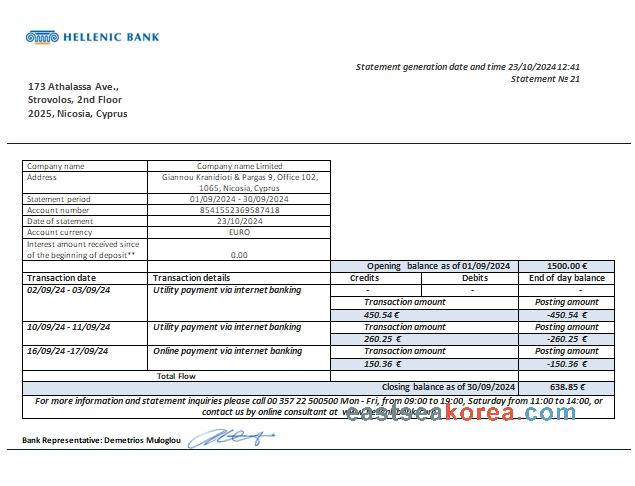 HELLENIC BANK
Statement generation date and time 23/10/202412:41
Statement № 21
173 Athalassa Ave.,
Strovolos, 2nd Floor
2025, Nicosia, Cyprus
Company name Company name Limited
Address Giannou Kranidioti & Pargas 9, Office 102,
1065, Nicosia, Cyprus
Statement period 01/09/2024 - 30/09/2024
Account number 8541552369587418
Date of statement 23/10/2024
Account currency EURO
Interest amount received since
of the beginning of deposit** 0.00
Opening balance as of 01/09/2024 1500.00 €
Transaction date Transaction details Credits Debits End of day balance
02/09/24 - 03/09/24 Utility payment via internet banking - - -
Transaction amount Posting amount
450.54 € -450.54 €
10/09/24 - 11/09/24 Utility payment via internet banking Transaction amount Posting amount
260.25 € -260.25 €
16/09/24 -17/09/24 Online payment via internet banking Transaction amount Posting amount
150.36 € -150.36 €
Total Flow
Closing balance as of 30/09/2024 638.85 €
For more information and statement inquiries please call 00 357 22 500500 Mon - Fri, from 09:00 to 19:00, Saturday from 11:00 to 14:00, or
contact us by online consultant at
eastseakorea.com
Bank Representative: Demetrios Muloglou